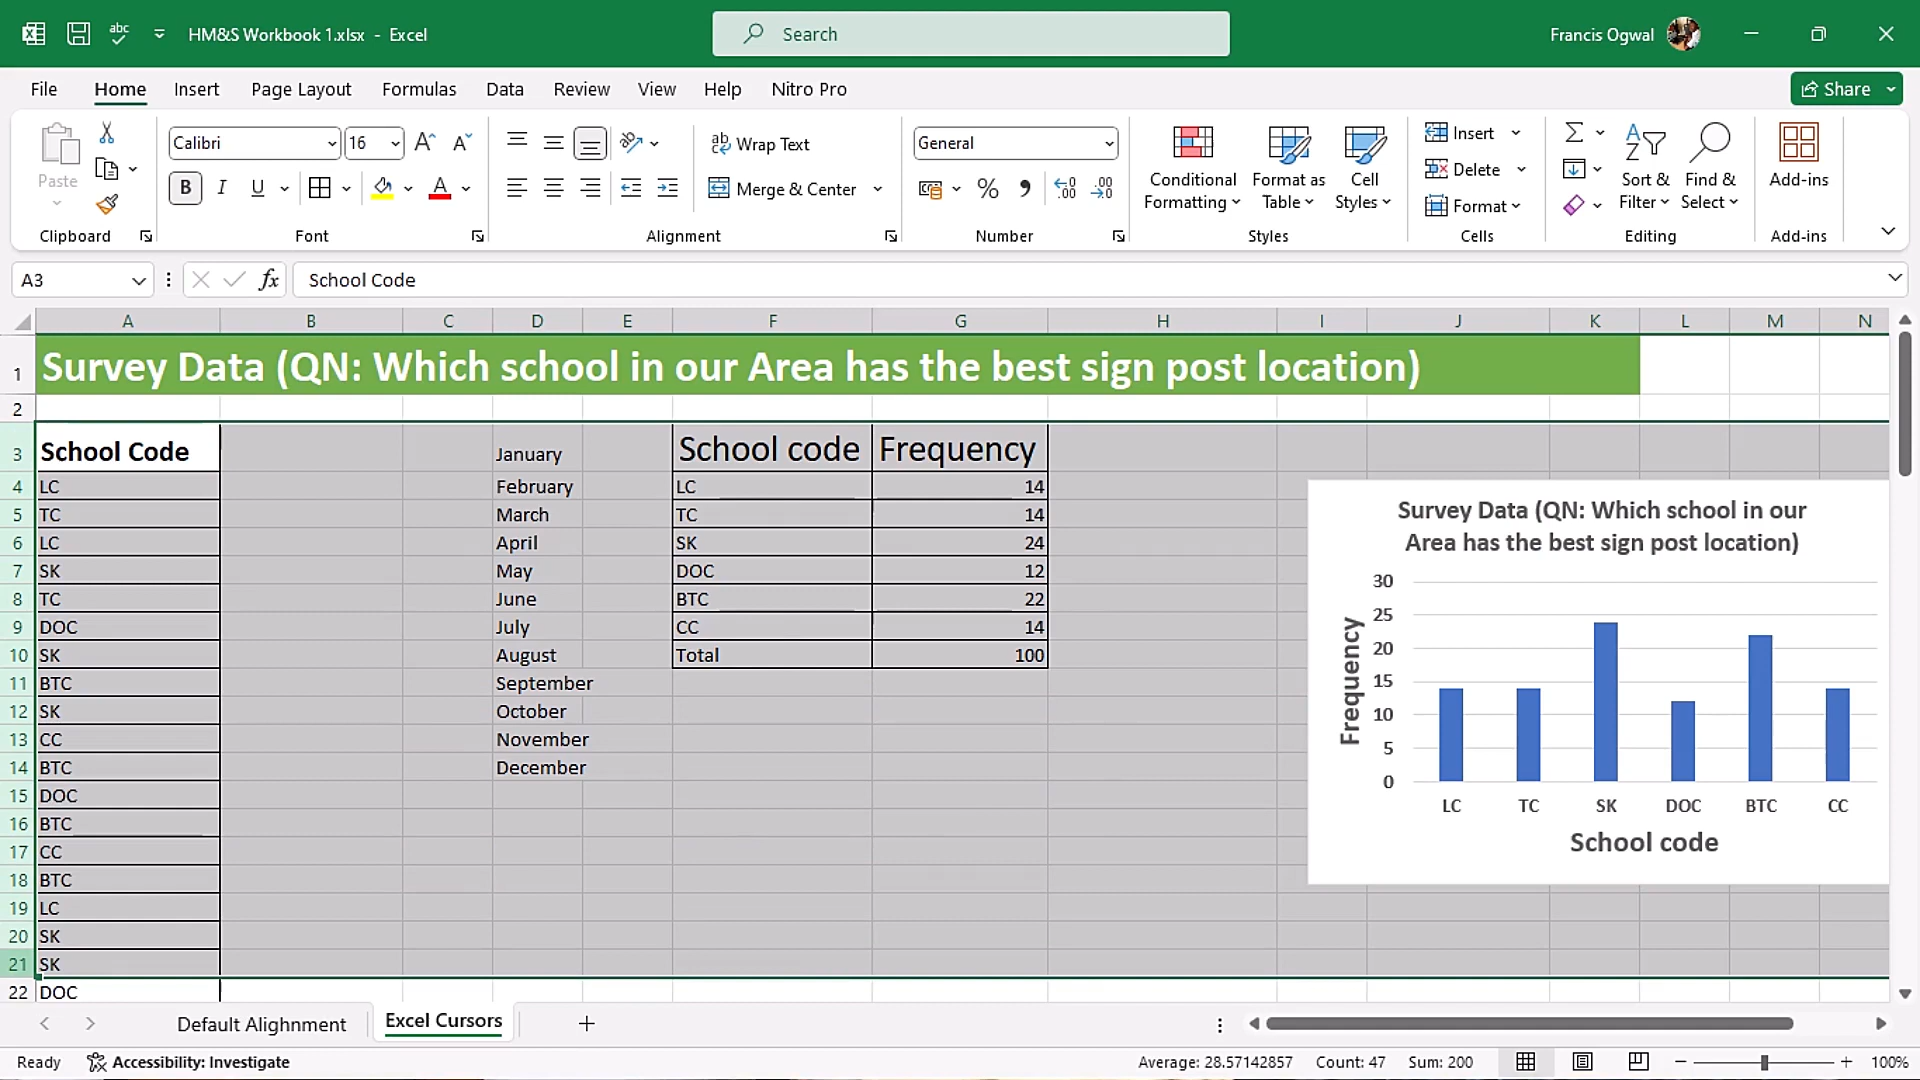 abc
HM&S Workbook 1.xlsx - Excel
Search
Francis Ogwal
File Home Insert Page Layout Formulas Data Review View Help Nitro Pro
Share
Paste
Calibri 16
A A
ab Wrap Text
General
Conditional Formatting
Format as Table
Cell Styles
Insert
Delete
Format
Sort & Filter
Find & Select
Add-ins
B I U A
Merge & Center
% 9
Clipboard Font Alignment Number Styles Cells Editing Add-ins
A3 fx School Code
A B C D E F G H I J K L M N
1 Survey Data (QN: Which school in our Area has the best sign post location)
2
3 School Code January School code Frequency
4 LC February LC 14
5 TC March TC 14
6 LC April SK 24
7 SK May DOC 12
8 TC June BTC 22
9 DOC July CC 14
10 SK August Total 100
11 BTC September
12 SK October
13 CC November
14 BTC December
15 DOC
16 BTC
17 CC
18 BTC
19 LC
20 SK
21 SK
22 DOC
Survey Data (QN: Which school in our
Area has the best sign post location)
Frequency
30
25
20
15
10
5
0
LC TC SK DOC BTC CC
School code
Default Alighnment Excel Cursors
Ready Accessibility: Investigate Average: 28.57142857 Count: 47 Sum: 200 100%